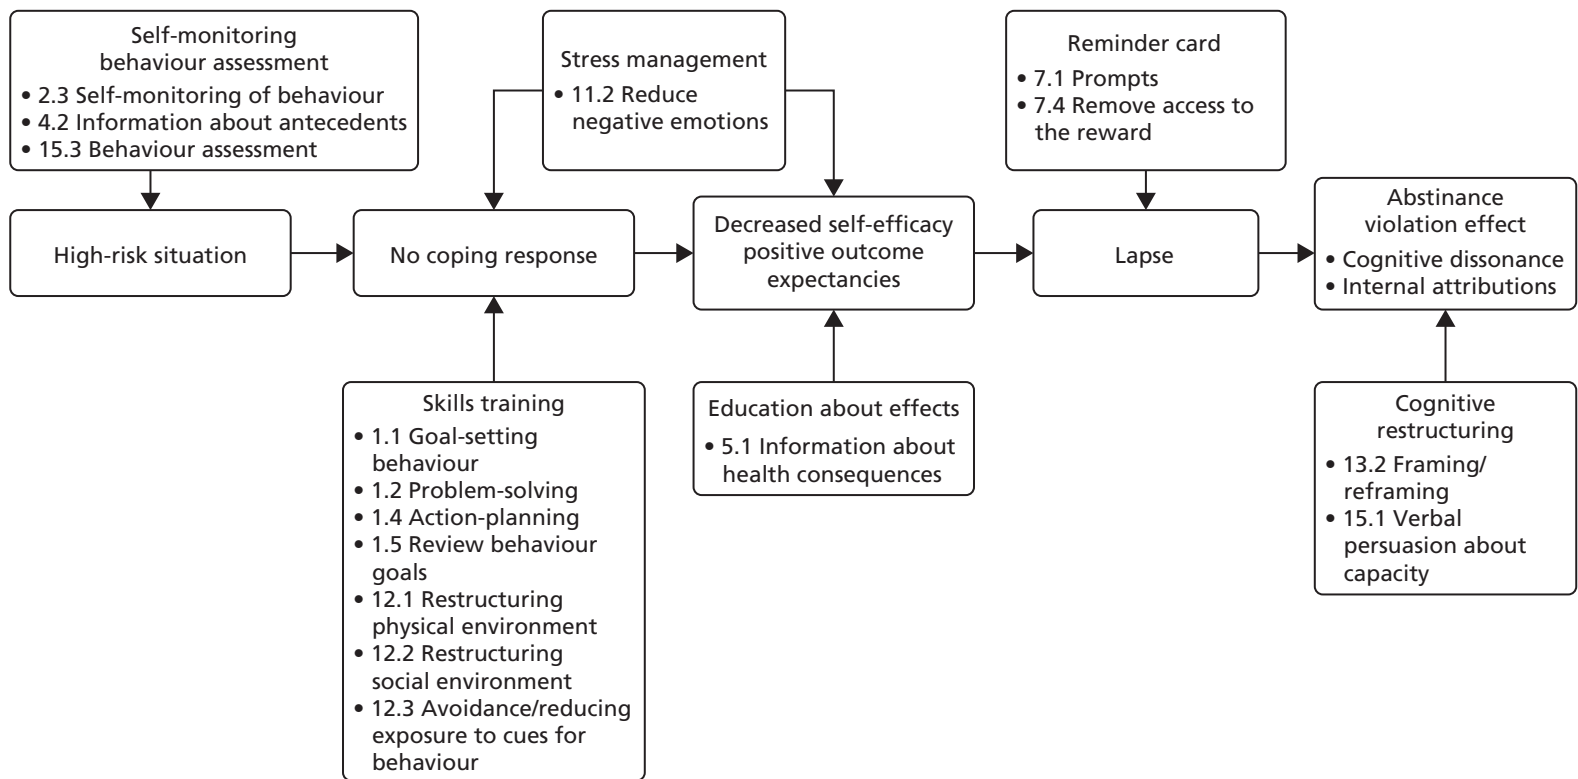 Self-monitoring
behaviour assessment
• 2.3 Self-monitoring of behaviour
• 4.2 Information about antecedents
• 15.3 Behaviour assessment
Stress management
• 11.2 Reduce
negative emotions
Reminder card
• 7.1 Prompts
• 7.4 Remove access to
the reward
High-risk situation
No coping response
Decreased self-efficacy
positive outcome
expectancies
Lapse
Abstinance
violation effect
• Cognitive dissonance
• Internal attributions
Skills training
• 1.1 Goal-setting
behaviour
• 1.2 Problem-solving
• 1.4 Action-planning
• 1.5 Review behaviour
goals
• 12.1 Restructuring
physical environment
• 12.2 Restructuring
social environment
• 12.3 Avoidance/reducing
exposure to cues for
behaviour
Education about effects
• 5.1 Information about
health consequences
Cognitive
restructuring
• 13.2 Framing/
reframing
• 15.1 Verbal
persuasion about
capacity